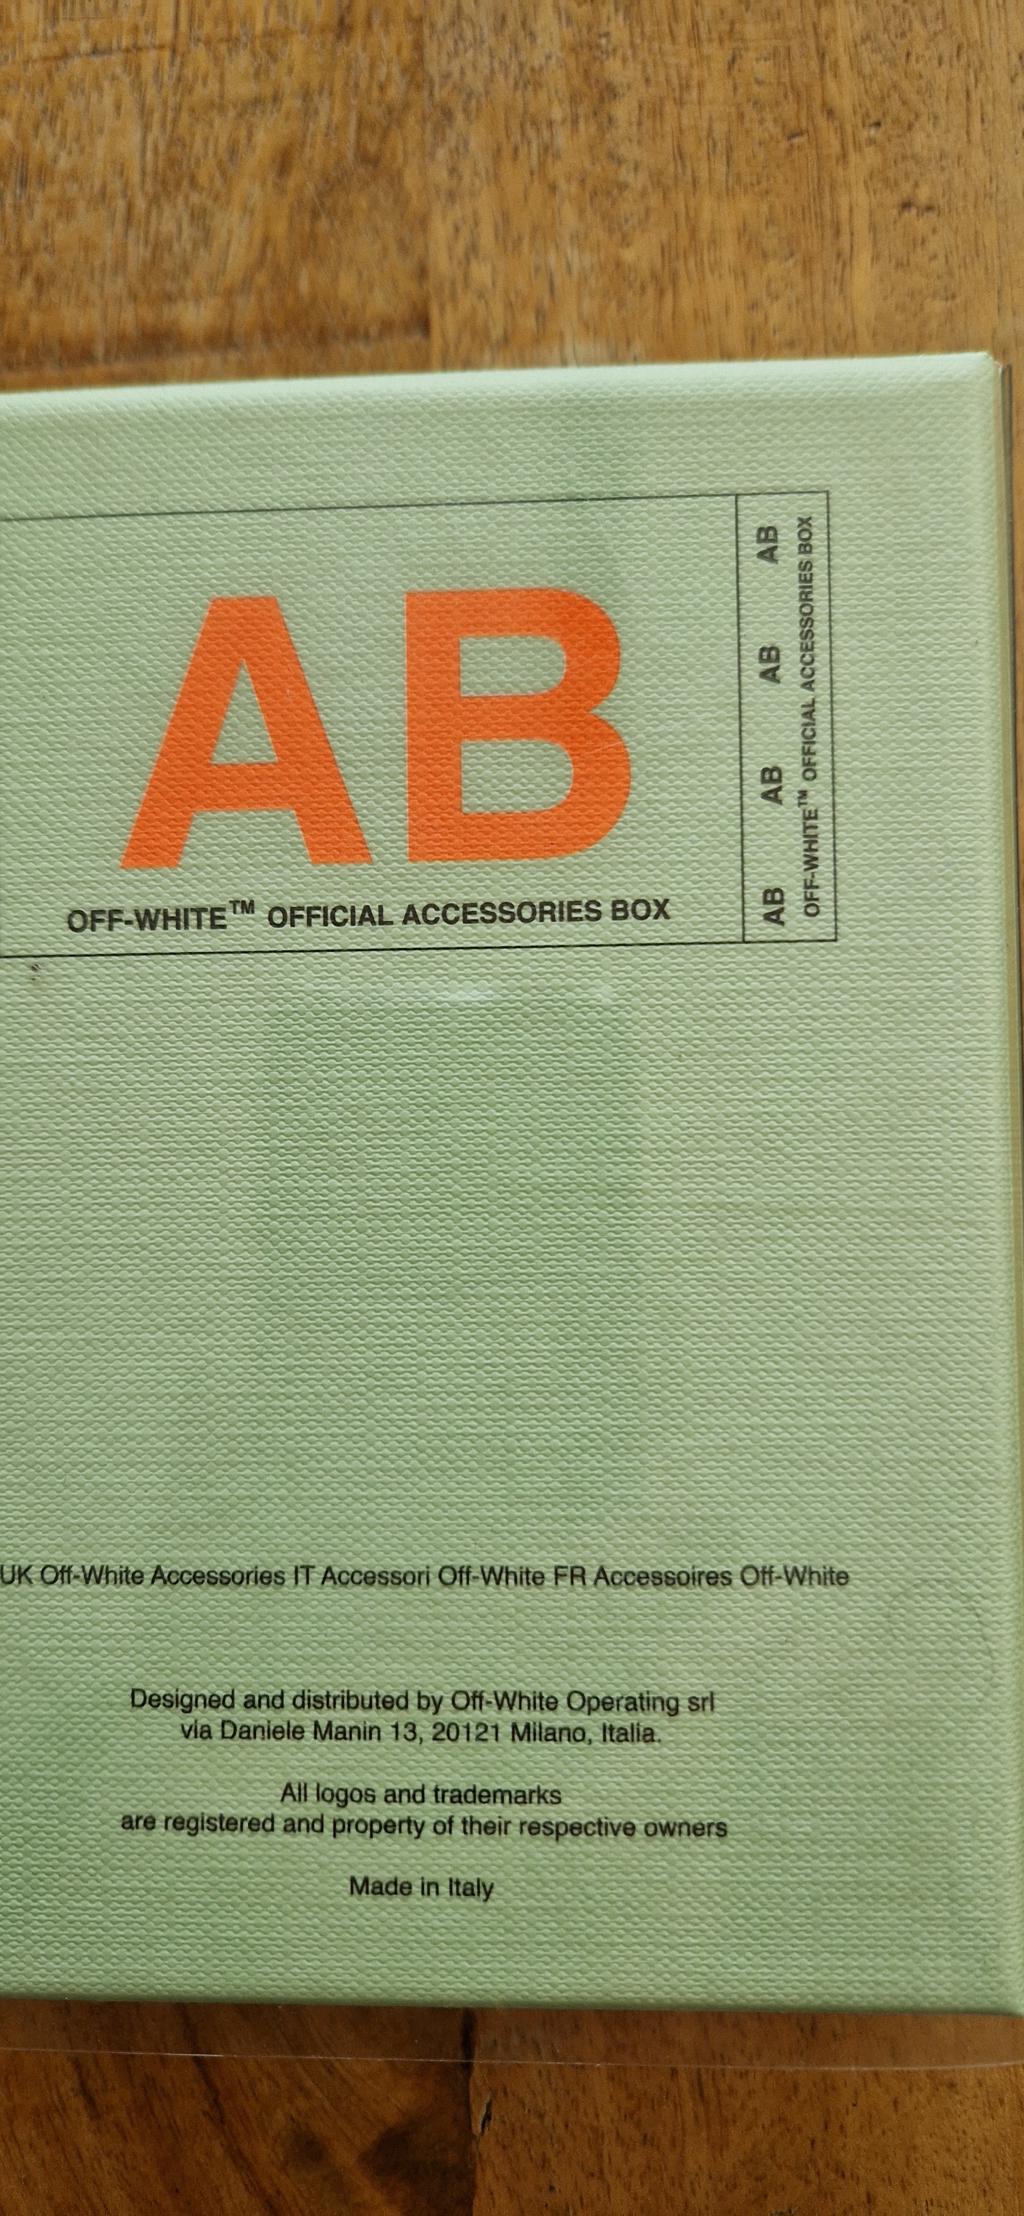 AB
OFF-WHITE™ OFFICIAL ACCESSORIES BOX
AB AB AB AB
OFF-WHITE™ OFFICIAL ACCESSORIES BOX
UK Off-White Accessories IT Accessori Off-White FR Accessoires Off-White
Designed and distributed by Off-White Operating srl
via Daniele Manin 13, 20121 Milano, Italia.
All logos and trademarks
are registered and property of their respective owners
Made in Italy